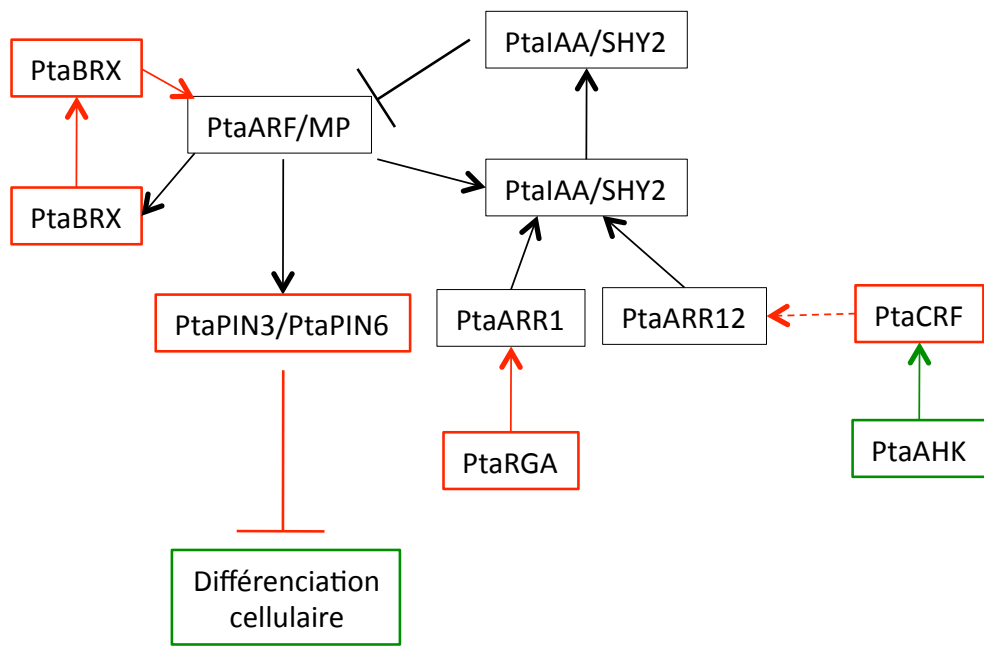 PtaIAA/SHY2
PtaBRX
PtaARF/MP
PtaIAA/SHY2
PtaBRX
PtaPIN3/PtaPIN6
PtaARR1
PtaARR12
PtaCRF
PtaRGA
PtaAHK
Différenciation
cellulaire